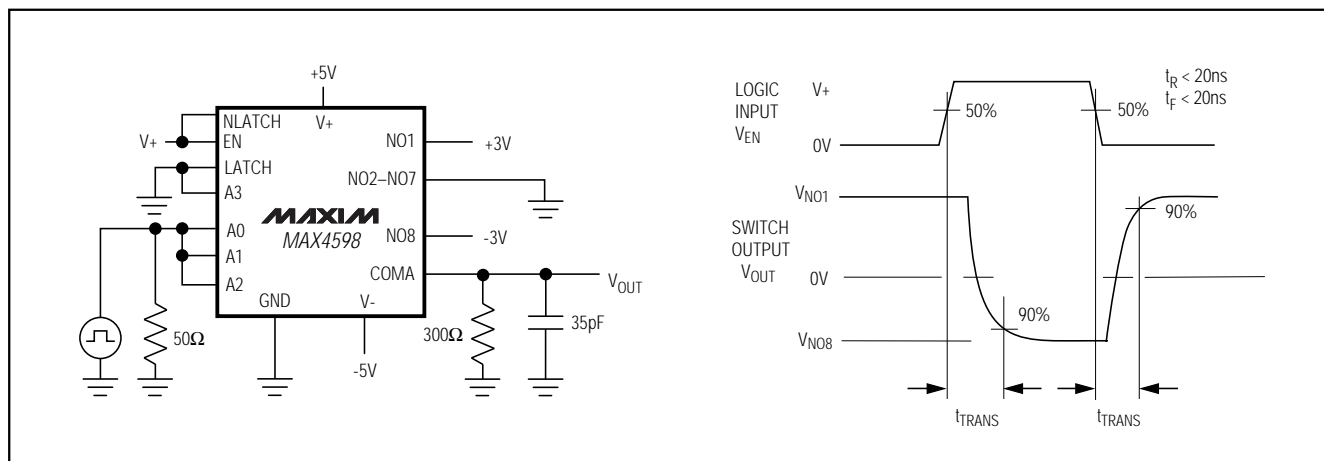 +5V
V+
NLATCH
EN
LATCH
A3
A0
A1
A2
V+
NO1
NO2–NO7
NO8
COMA
GND
V-
MAXIM
MAX4598
+3V
-3V
VOUT
50Ω
-5V
300Ω
35pF
LOGIC
INPUT
VEN
V+
0V
50%
50%
tR < 20ns
tF < 20ns
SWITCH
OUTPUT
VOUT
VNO1
0V
VNO8
90%
90%
tTRANS
tTRANS